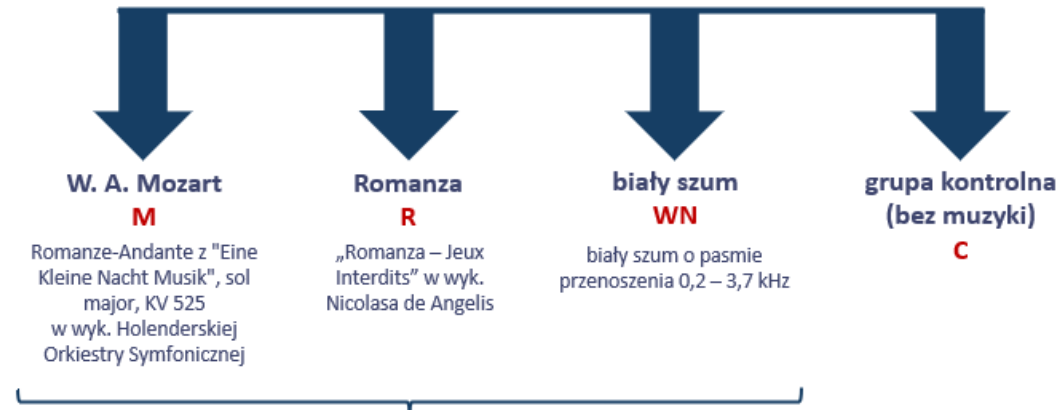 W. A. Mozart
M
Romanze-Andante z "Eine
Kleine Nacht Musik", sol
major, KV 525
w wyk. Holenderskiej
Orkiestry Symfonicznej
Romanza
R
„Romanza – Jeux
Interdits” w wyk.
Nicolasa de Angelis
biały szum
WN
biały szum o pasmie
przenoszenia 0,2 – 3,7 kHz
grupa kontrolna
(bez muzyki)
C